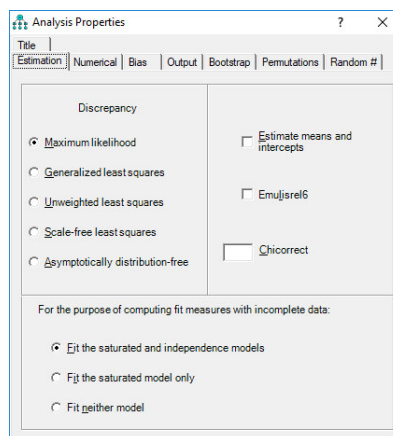 Analysis Properties ? ×
Title
Estimation Numerical Bias Output Bootstrap Permutations Random #
Discrepancy
Maximum likelihood
Generalized least squares
Unweighted least squares
Scale-free least squares
Asymptotically distribution-free
Estimate means and
intercepts
Emulisrel6
Chicorrect
For the purpose of computing fit measures with incomplete data:
Fit the saturated and independence models
Fit the saturated model only
Fit neither model